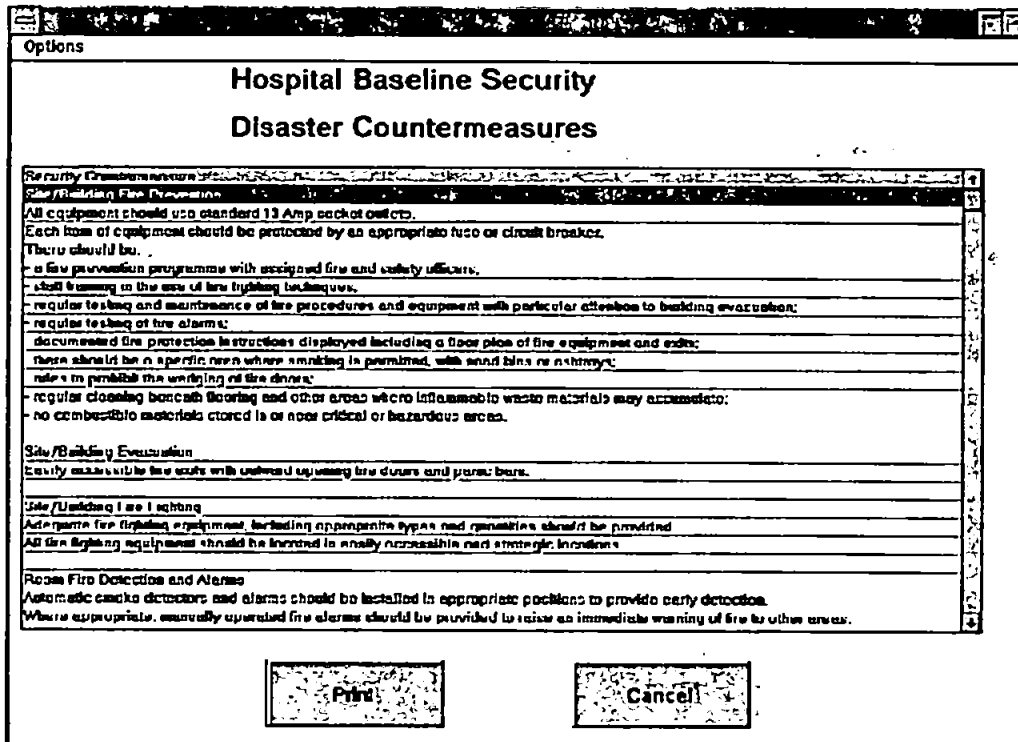 Options
Hospital Baseline Security
Disaster Countermeasures
Security Countermeasure
Site/Building Fire Prevention
All equipment should use standard 13 Amp socket outlets.
Each item of equipment should be protected by an appropriate fuse or circuit breaker.
There should be:
- a fire prevention programme with assigned fire and safety officers;
- staff training in the use of fire fighting techniques;
- regular testing and maintenance of fire procedures and equipment with particular attention to building evacuation;
- regular testing of fire alarms;
documented fire protection instructions displayed including a floor plan of fire equipment and exits;
there should be a specific area where smoking is permitted, with sand bins or ashtrays;
rules to prohibit the wedging of fire doors;
- regular cleaning beneath flooring and other areas where inflammable waste materials may accumulate;
- no combustible materials stored in or near critical or hazardous areas.
Site/Building Evacuation
Easily accessible fire exits with outward opening fire doors and panic bars.
Site/Building Fire Fighting
Adequate fire fighting equipment, including appropriate types and quantities should be provided
All fire fighting equipment should be located in easily accessible and strategic locations
Room Fire Detection and Alarms
Automatic smoke detectors and alarms should be installed in appropriate positions to provide early detection.
Where appropriate, manually operated fire alarms should be provided to raise an immediate warning of fire to other areas.
Print
Cancel